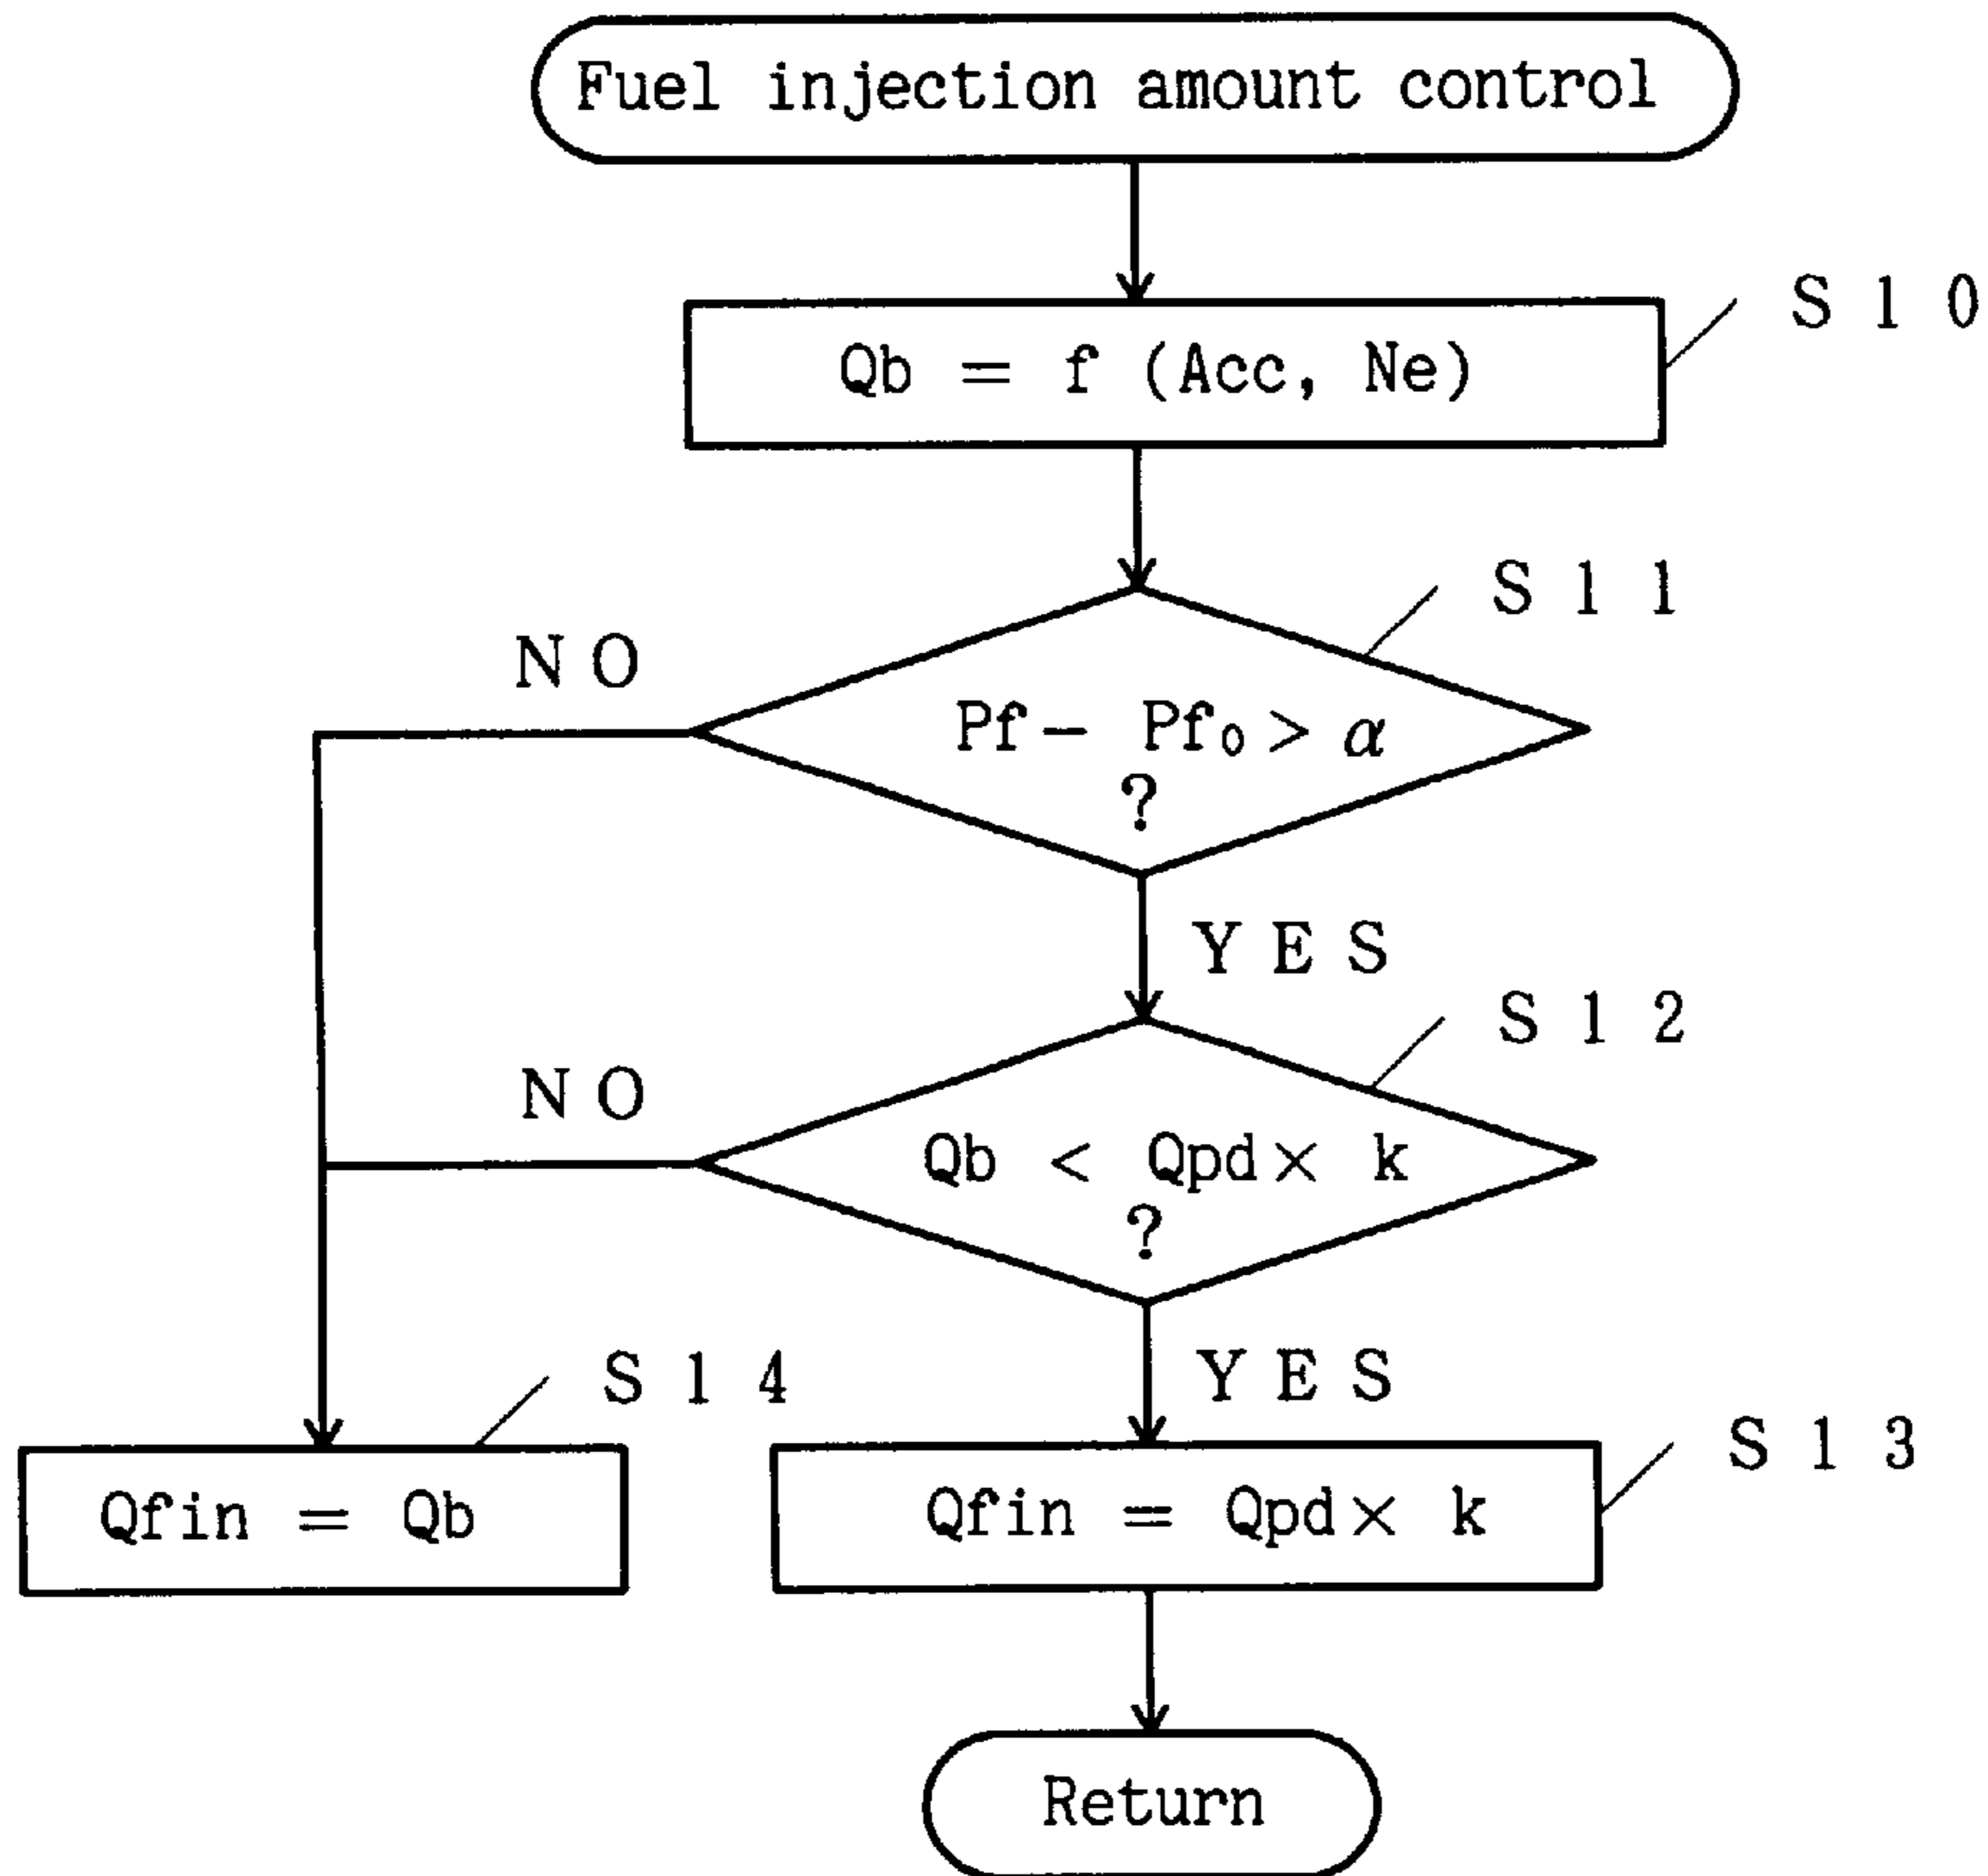 Fuel injection amount control
S10
Qb = f (Acc, Ne)
S11
NO
Pf - Pf₀ > α
?
YES
S12
NO
Qb < Qpd × k
?
YES
S14
S13
Qfin = Qb
Qfin = Qpd × k
Return